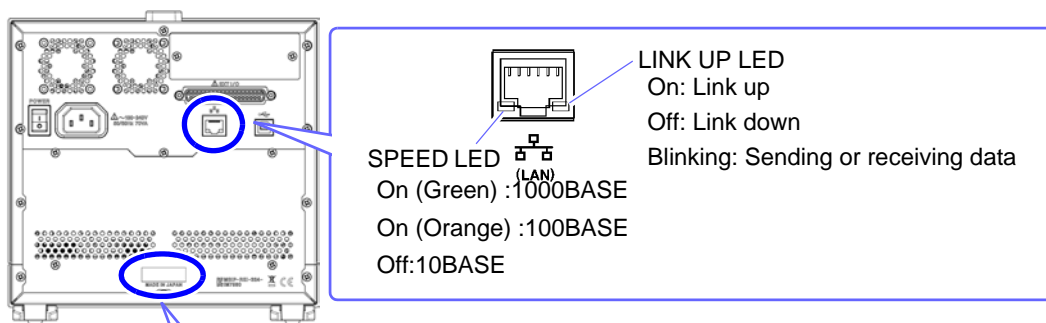 POWER
EXT I/O
MADE IN JAPAN
LINK UP LED
On: Link up
Off: Link down
Blinking: Sending or receiving data
SPEED LED
(LAN)
On (Green) :1000BASE
On (Orange) :100BASE
Off:10BASE